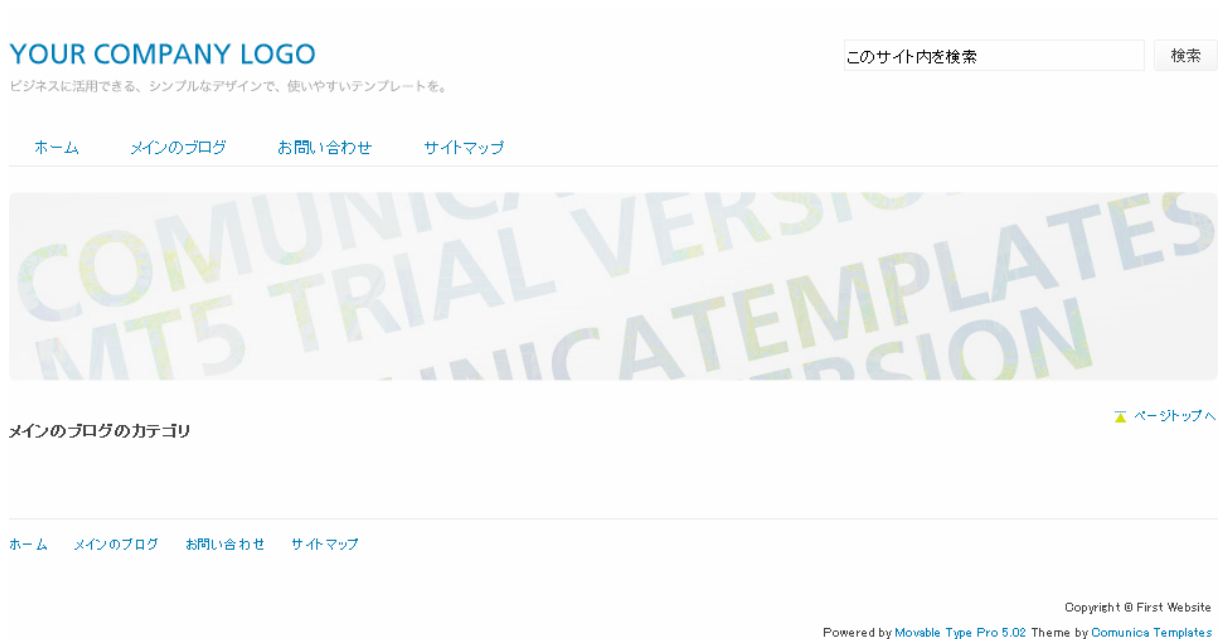 YOUR COMPANY LOGO
このサイト内を検索 検索
ビジネスに活用できる、シンプルなデザインで、使いやすいテンプレートを。
ホーム メインのブログ お問い合わせ サイトマップ
COMUNICA
MT5 TRIAL VERSION
COMUNICATEMPLATES
VERSION
ページトップへ
メインのブログのカテゴリ
ホーム メインのブログ お問い合わせ サイトマップ
Copyright © First Website
Powered by Movable Type Pro 5.02 Theme by Comunica Templates